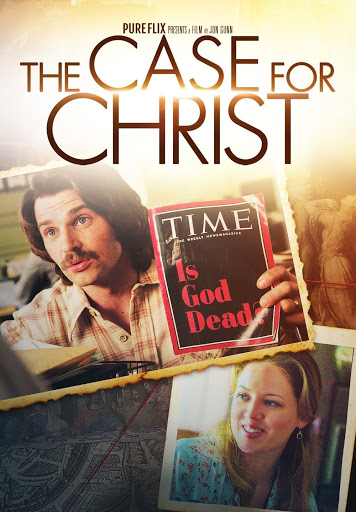 PUREFLIX PRESENTS A FILM BY JON GUNN
THE CASE FOR
CHRIST
TIME
THE WEEKLY NEWSMAGAZINE
Is
God
Dead?